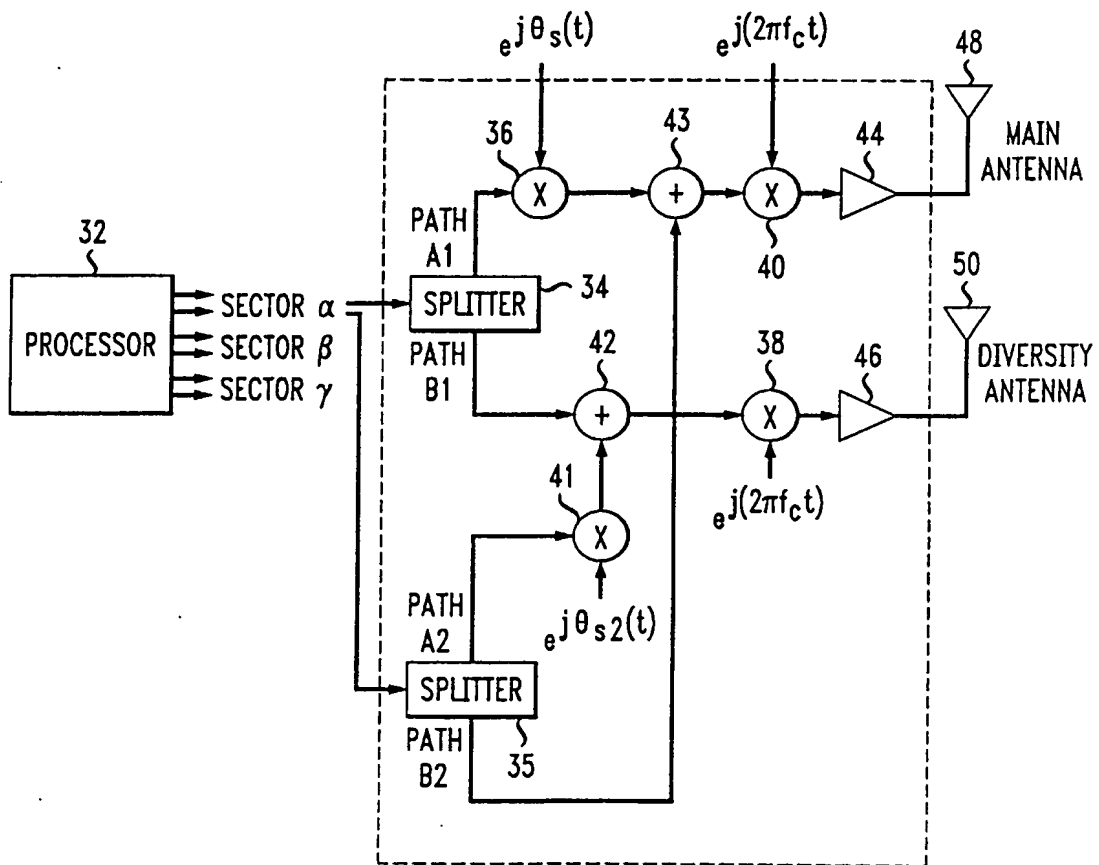 e^jθs(t)
e^j(2πfct)
48
36
43
44
MAIN
ANTENNA
32
PATH
A1
40
50
PROCESSOR
SECTOR α
SPLITTER
34
SECTOR β
PATH
B1
42
38
46
DIVERSITY
ANTENNA
SECTOR γ
X
+
X
+
X
41
X
e^j(2πfct)
PATH
A2
e^jθs2(t)
SPLITTER
PATH
B2
35